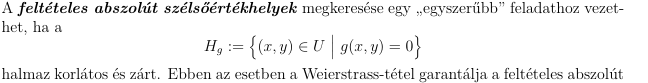 A feltételes abszolút szélsőértékhelyek megkeresése egy „egyszerűbb” feladathoz vezet-
het, ha a
H_g := {(x, y) ∈ U | g(x, y) = 0}
halmaz korlátos és zárt. Ebben az esetben a Weierstrass-tétel garantálja a feltételes abszolút